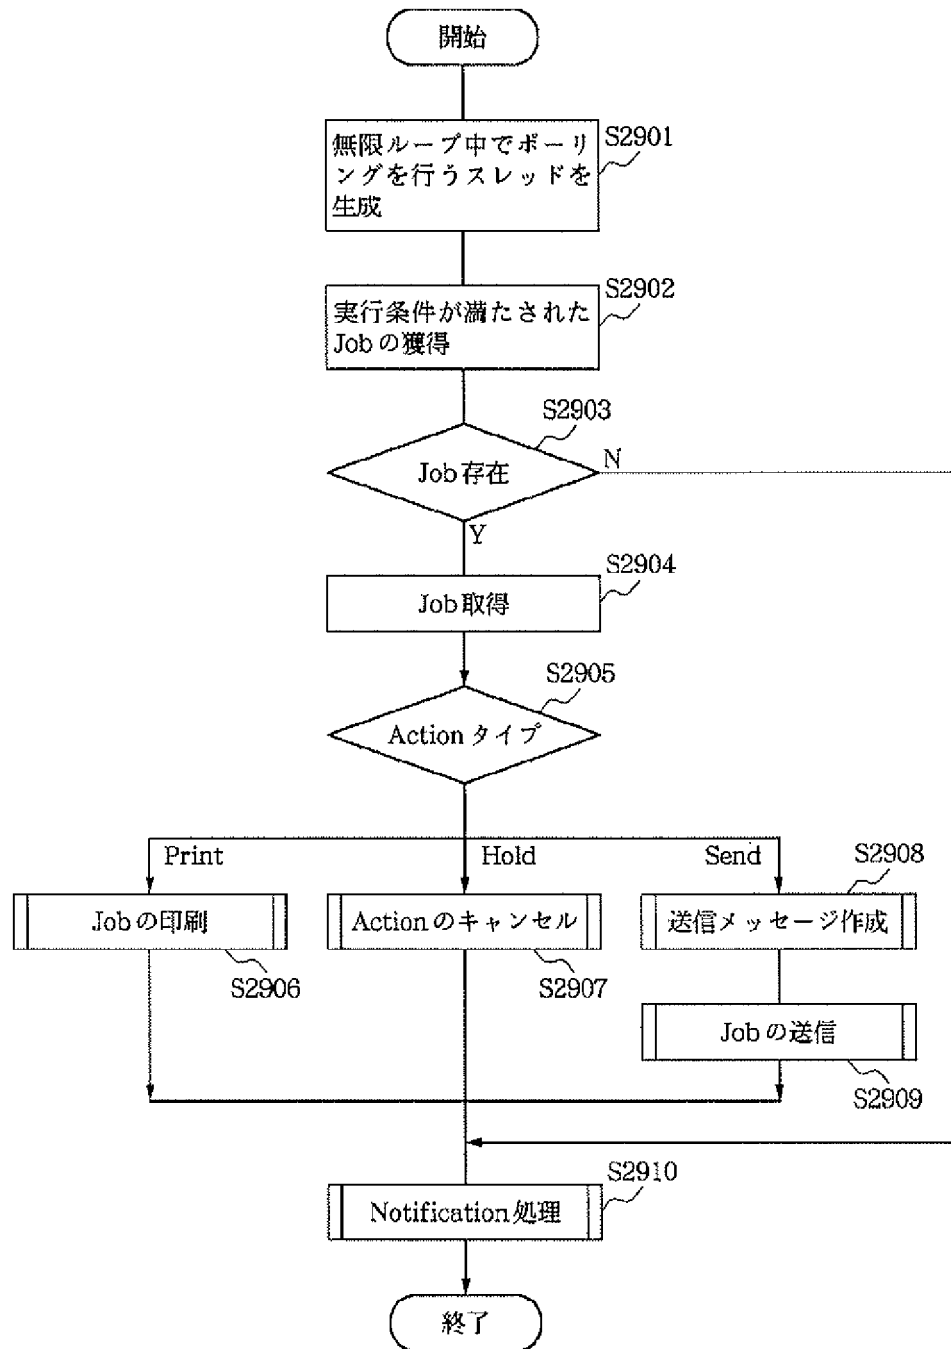 開始
S2901
無限ループ中でポーリ
ングを行うスレッドを
生成
S2902
実行条件が満たされた
Jobの獲得
S2903
Job存在
N
Y
S2904
Job取得
S2905
Actionタイプ
Print
Hold
Send
S2908
Jobの印刷
Actionのキャンセル
送信メッセージ作成
S2906
S2907
Jobの送信
S2909
S2910
Notification処理
終了